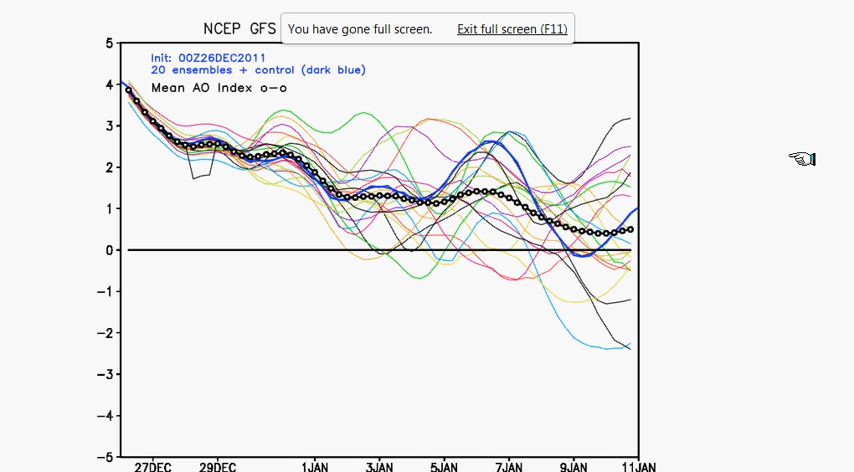 NCEP GFS
You have gone full screen. Exit full screen (F11)
Init: 00Z26DEC2011
20 ensembles + control (dark blue)
Mean AO Index o-o
5
4
3
2
1
0
-1
-2
-3
-4
-5
27DEC 29DEC 1JAN 3JAN 5JAN 7JAN 9JAN 11JAN